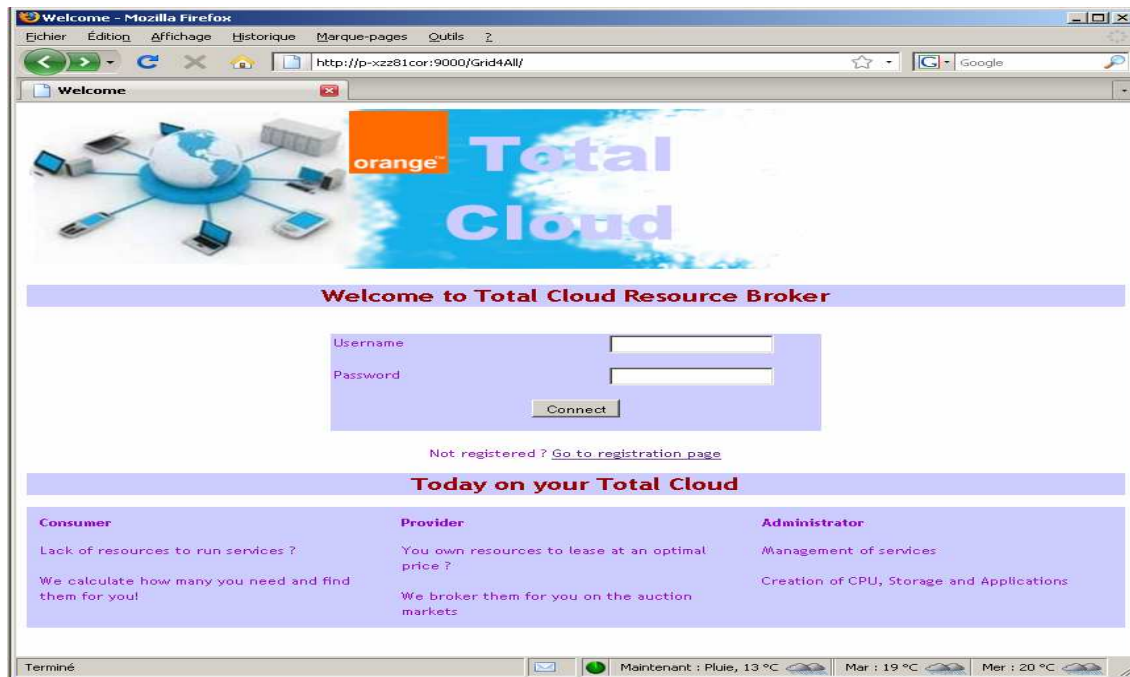 Welcome - Mozilla Firefox
Fichier Édition Affichage Historique Marque-pages Outils ?
http://p-xzz81cor:9000/Grid4All/
G Google
Welcome
orange™
Total
Cloud
Welcome to Total Cloud Resource Broker
Username
Password
Connect
Not registered ? Go to registration page
Today on your Total Cloud
Consumer
Lack of resources to run services ?
We calculate how many you need and find
them for you!
Provider
You own resources to lease at an optimal
price ?
We broker them for you on the auction
markets
Administrator
Management of services
Creation of CPU, Storage and Applications
Terminé
Maintenant : Pluie, 13 °C
Mar : 19 °C
Mer : 20 °C